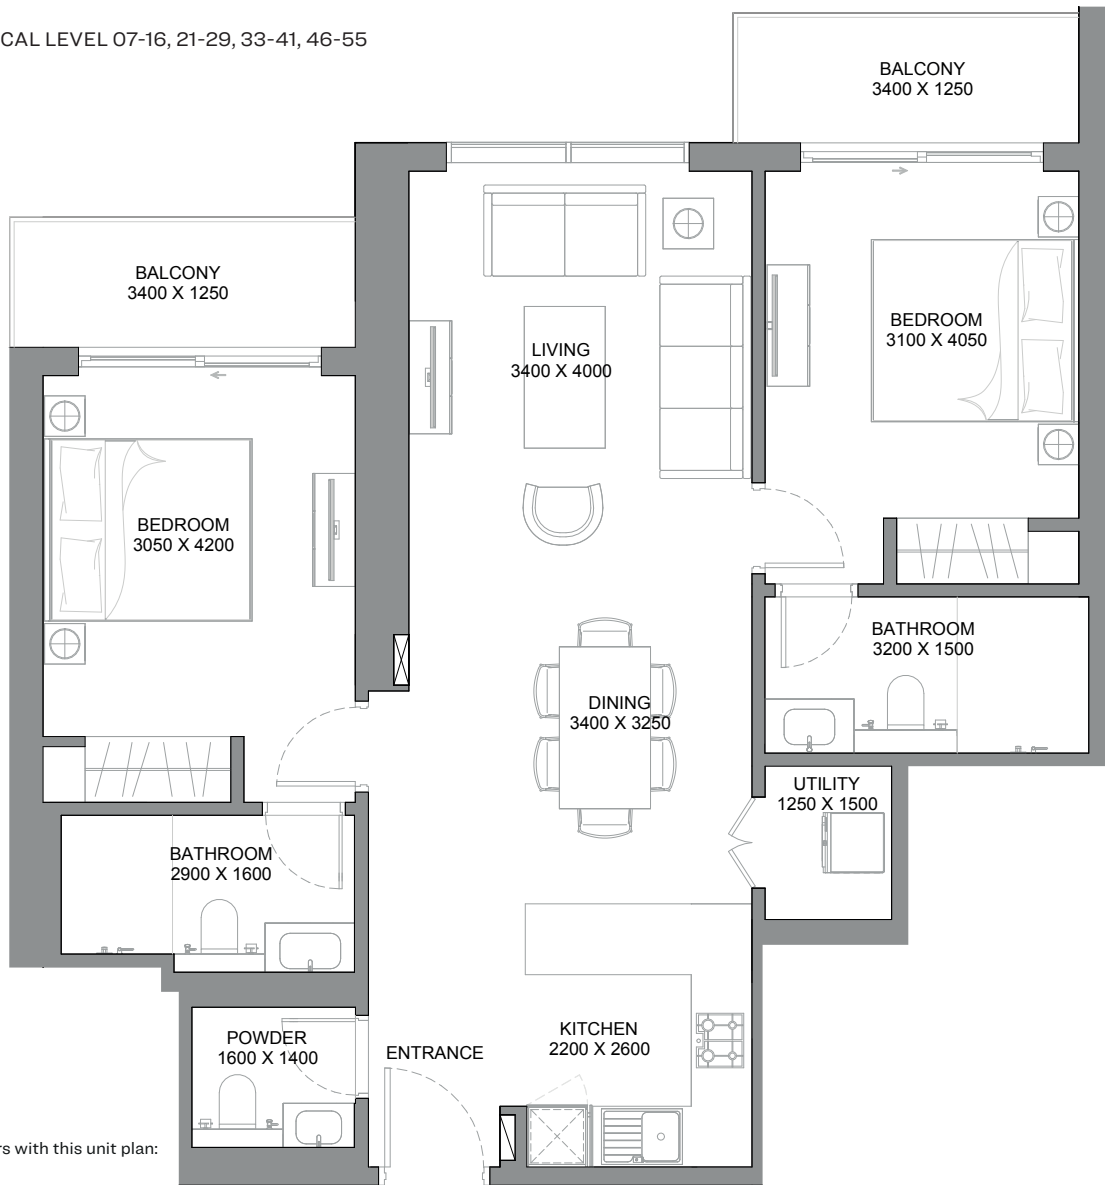 CAL LEVEL 07-16, 21-29, 33-41, 46-55
BALCONY
3400 X 1250
BALCONY
3400 X 1250
LIVING
3400 X 4000
BEDROOM
3100 X 4050
BEDROOM
3050 X 4200
BATHROOM
3200 X 1500
DINING
3400 X 3250
UTILITY
1250 X 1500
BATHROOM
2900 X 1600
POWDER
1600 X 1400
ENTRANCE
KITCHEN
2200 X 2600
rs with this unit plan: